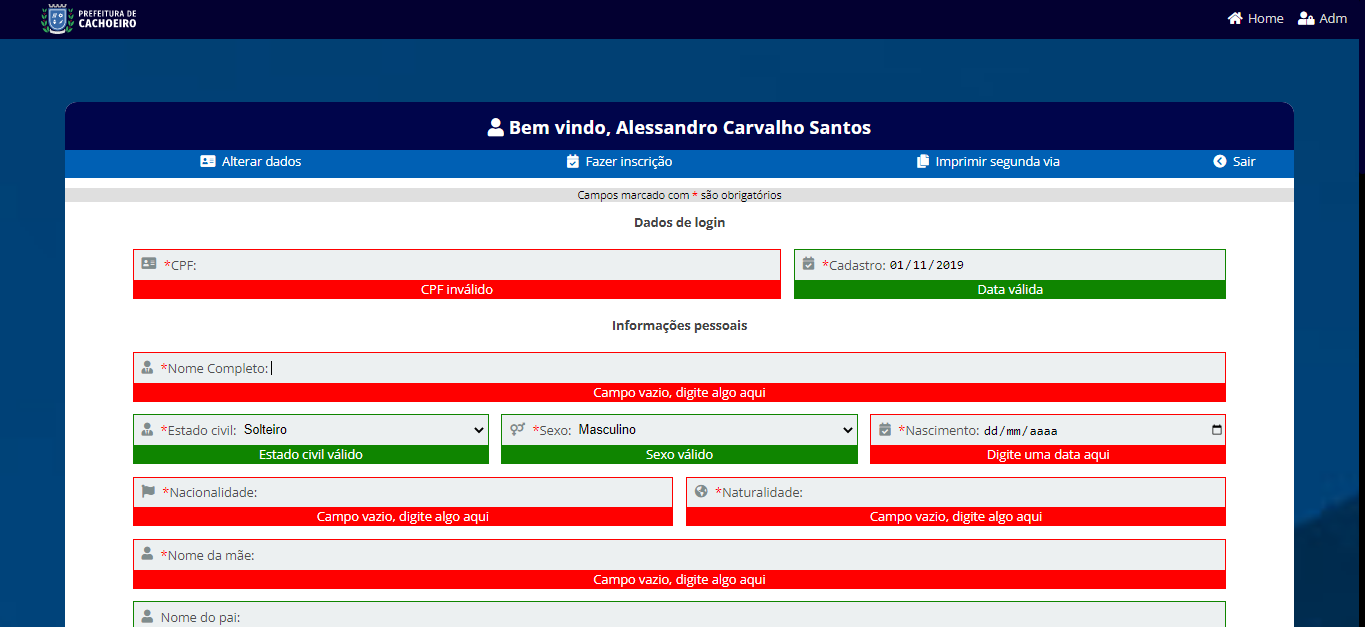 PREFEITURA DE
CACHOEIRO
Home Adm
Bem vindo, Alessandro Carvalho Santos
Alterar dados Fazer inscrição Imprimir segunda via Sair
Campos marcado com * são obrigatórios
Dados de login
*CPF: *Cadastro: 01/11/2019
CPF inválido Data válida
Informações pessoais
*Nome Completo:
Campo vazio, digite algo aqui
*Estado civil: Solteiro *Sexo: Masculino *Nascimento: dd/mm/aaaa
Estado civil válido Sexo válido Digite uma data aqui
*Nacionalidade: *Naturalidade:
Campo vazio, digite algo aqui Campo vazio, digite algo aqui
*Nome da mãe:
Campo vazio, digite algo aqui
Nome do pai: